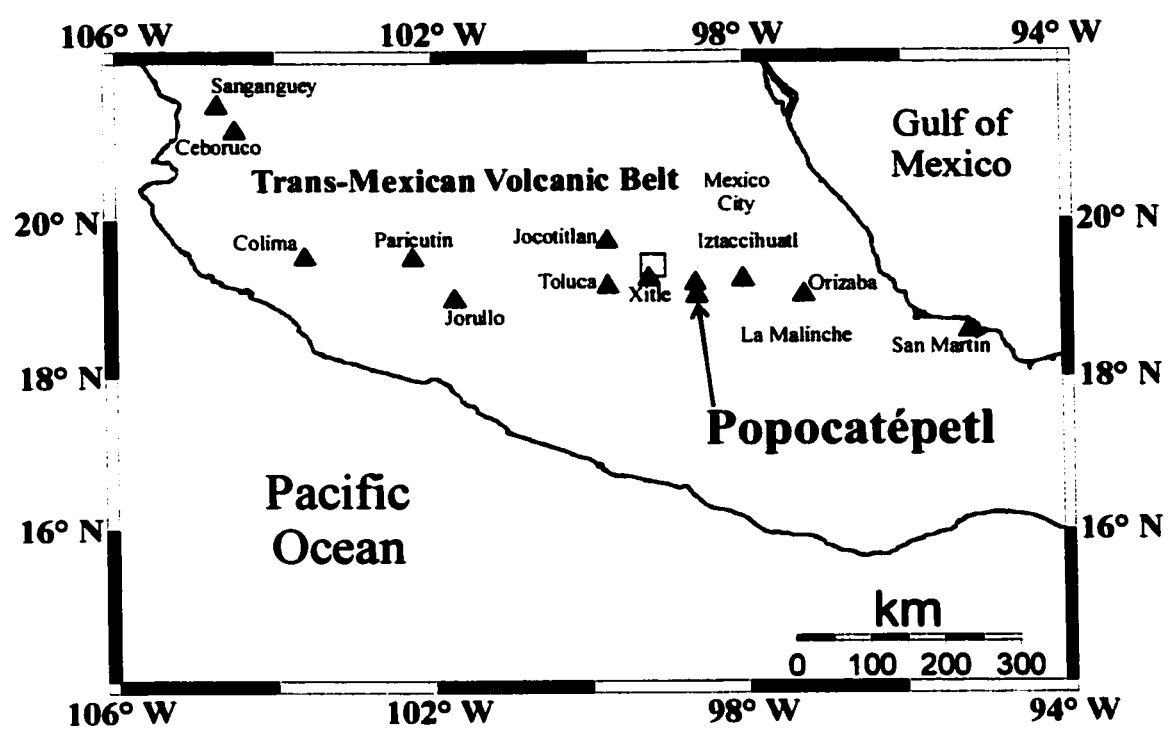 106° W 102° W 98° W 94° W
Sanganguey
Ceboruco
Gulf of
Mexico
Trans-Mexican Volcanic Belt
Mexico
City
20° N 20° N
Colima Paricutin Jocotitlan Iztaccihuatl
Toluca Xitle Orizaba
Jorullo
La Malinche
San Martin
18° N 18° N
Popocatépetl
Pacific
Ocean
16° N 16° N
km
0 100 200 300
106° W 102° W 98° W 94° W